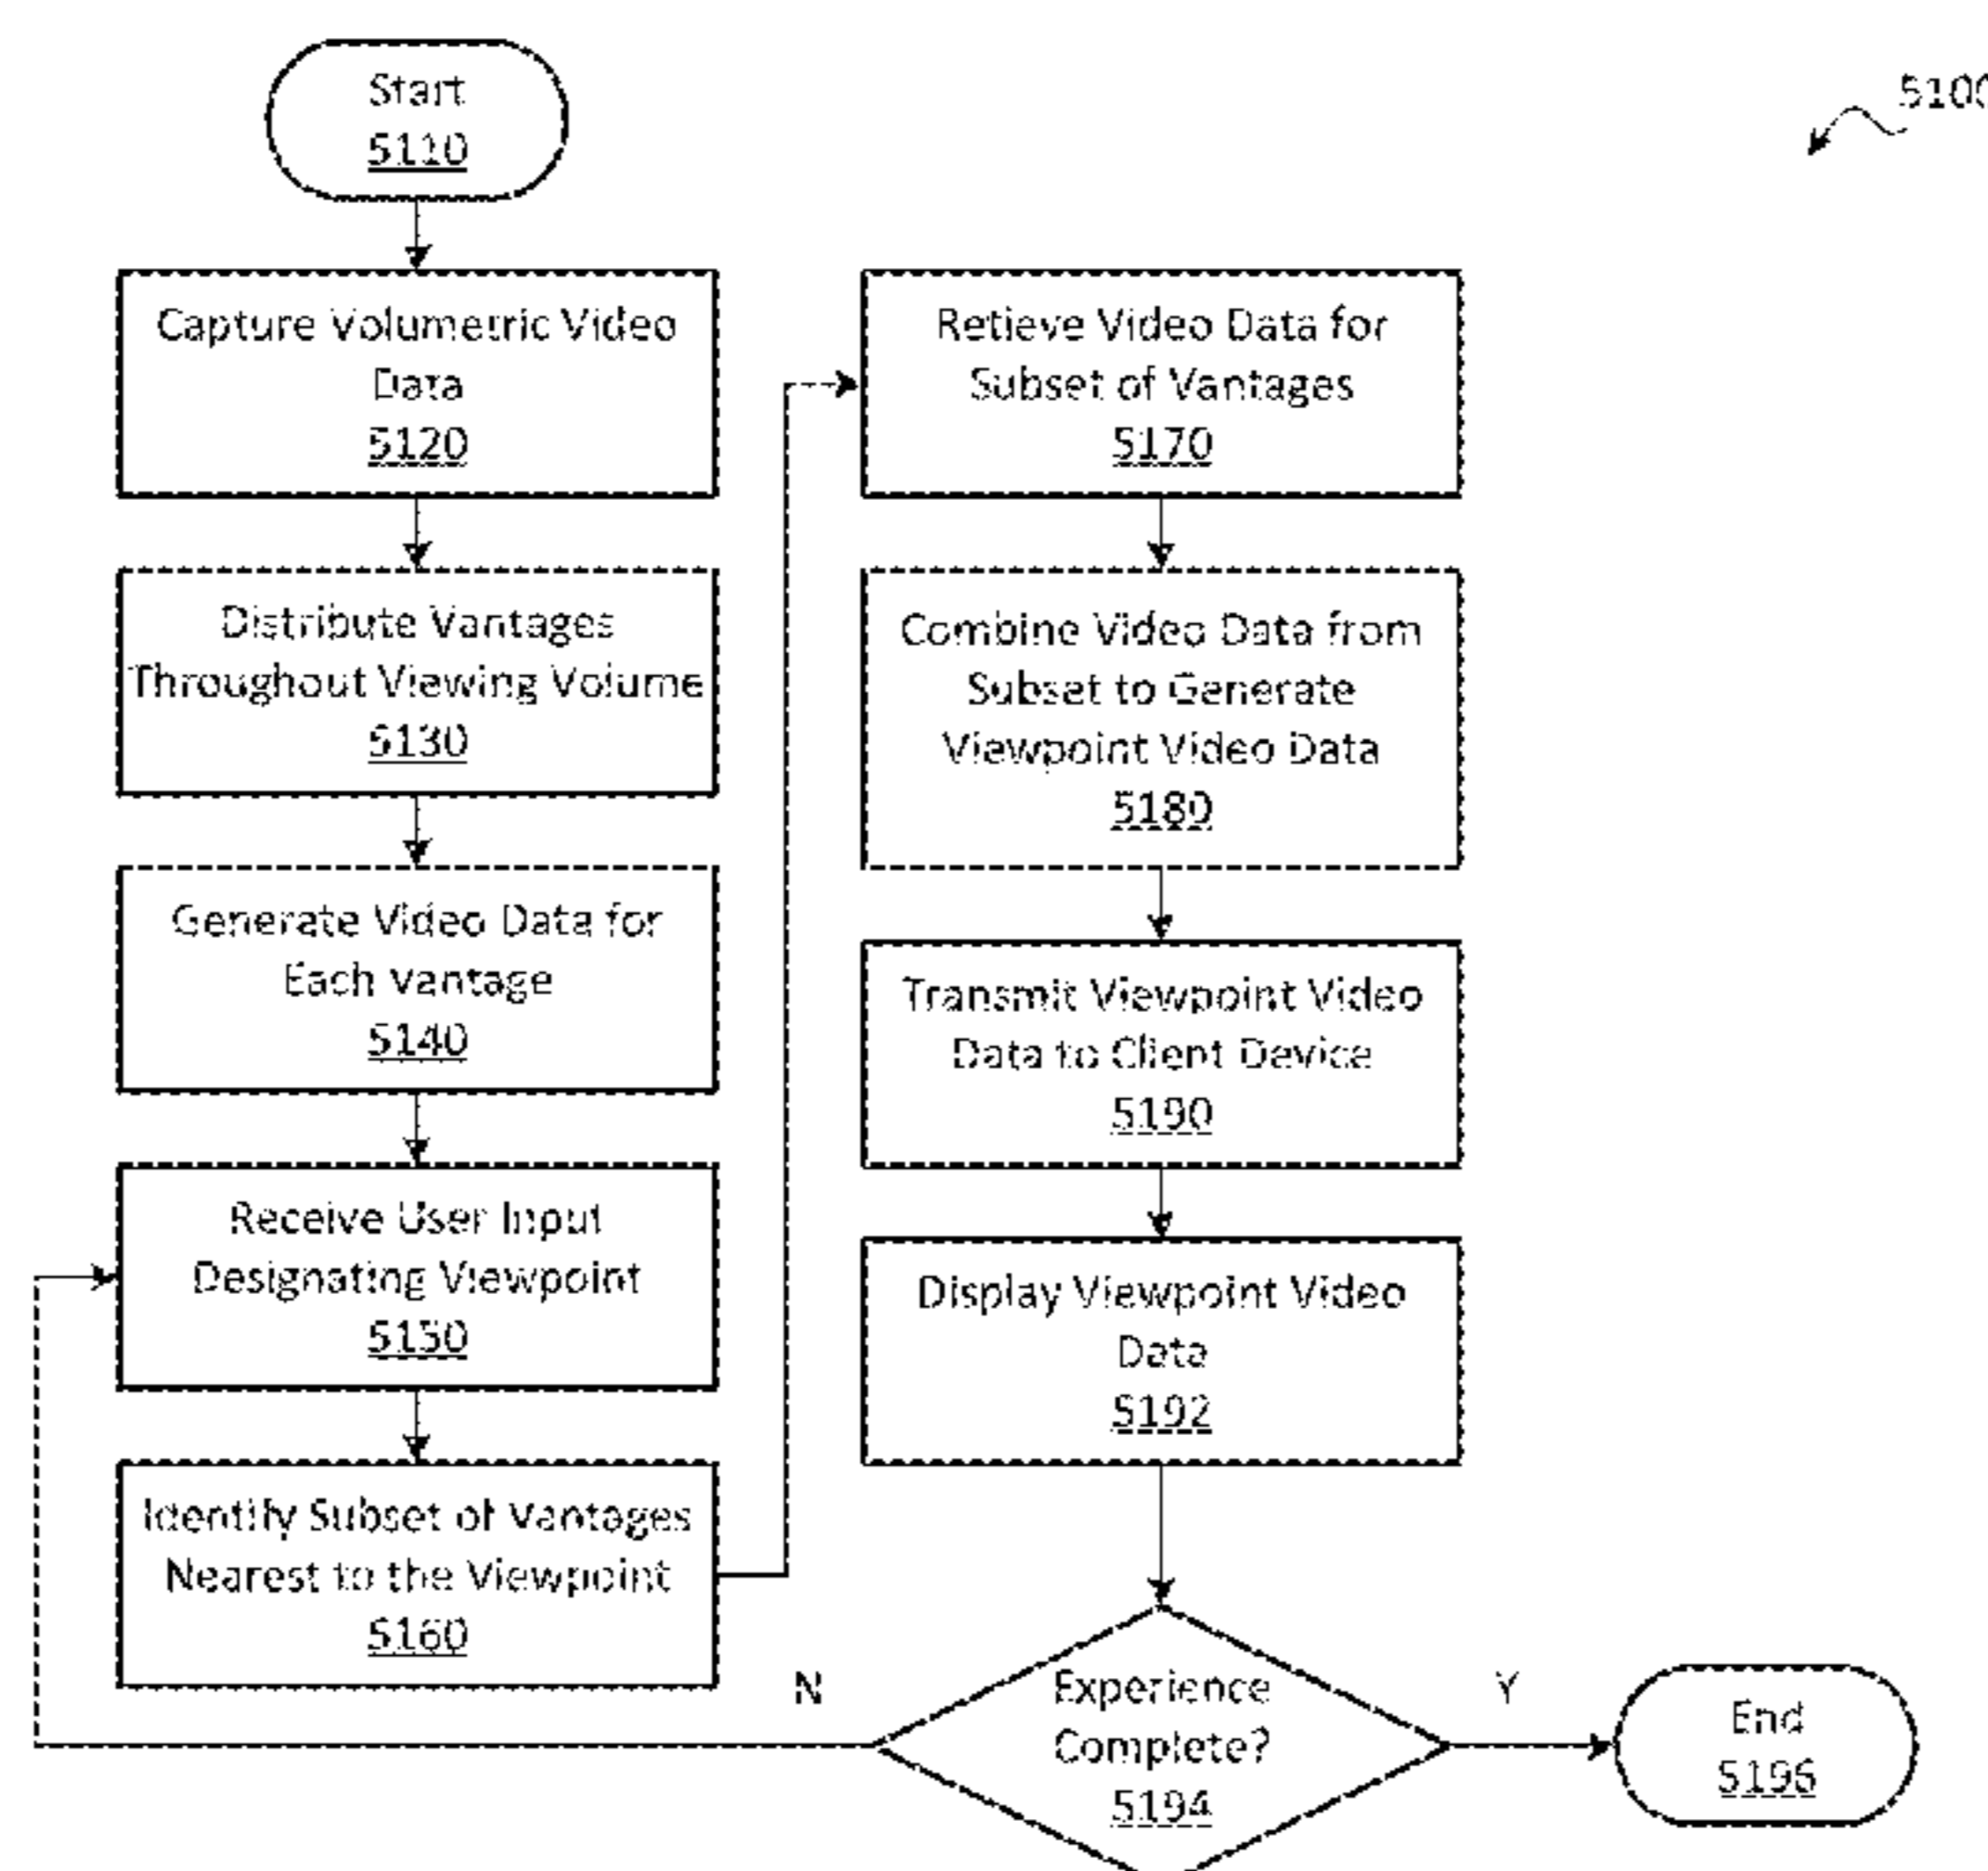 Start
5110
5100
Capture Volumetric Video
Data
5120
Distribute Vantages
Throughout Viewing Volume
5130
Generate Video Data for
Each Vantage
5140
Receive User Input
Designating Viewpoint
5150
Identify Subset of Vantages
Nearest to the Viewpoint
5160
Retieve Video Data for
Subset of Vantages
5170
Combine Video Data from
Subset to Generate
Viewpoint Video Data
5180
Transmit Viewpoint Video
Data to Client Device
5190
Display Viewpoint Video
Data
5192
N
Experience
Complete?
5194
Y
End
5196